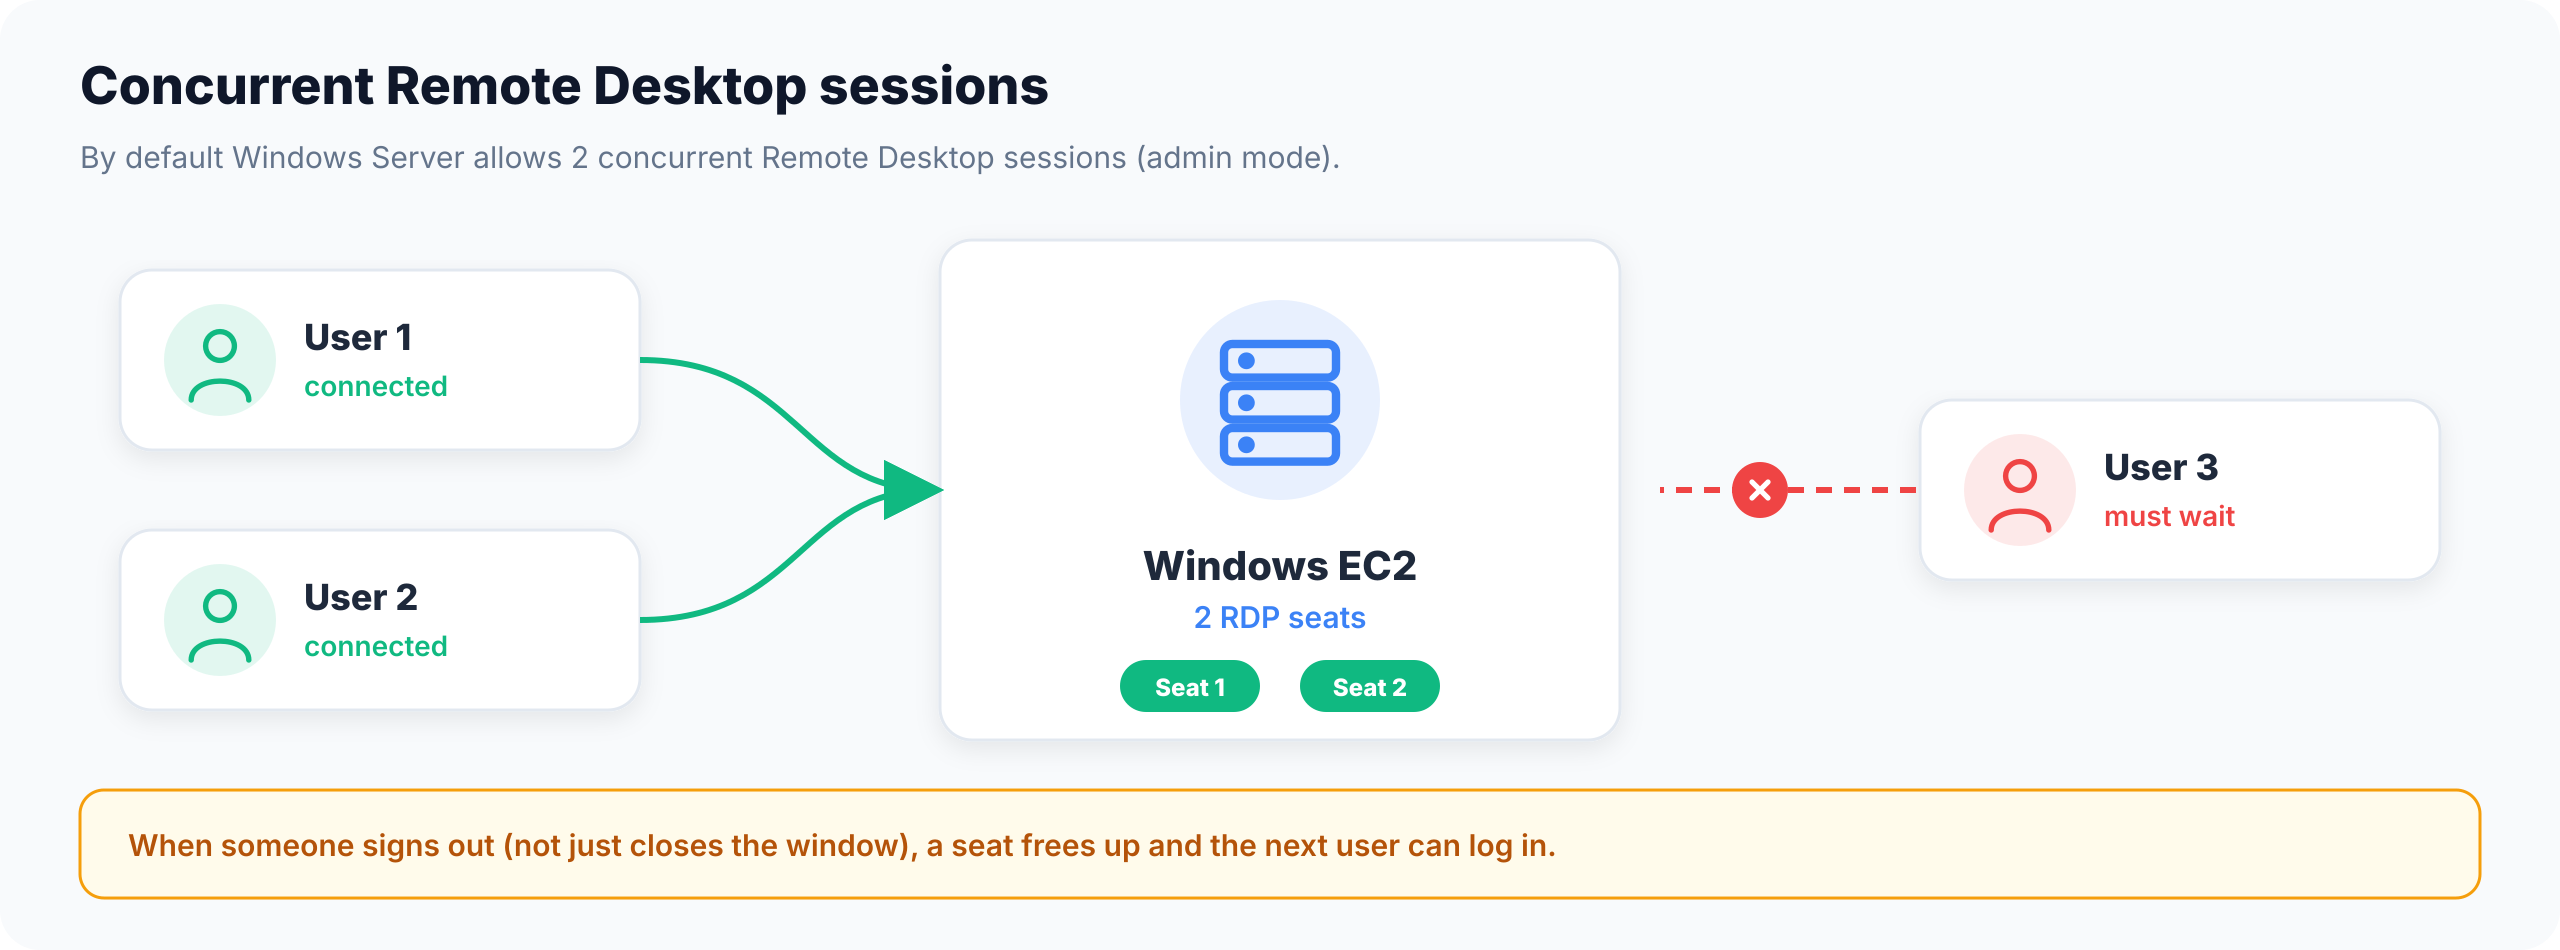 Concurrent Remote Desktop sessions
By default Windows Server allows 2 concurrent Remote Desktop sessions (admin mode).
User 1
connected
User 2
connected
Windows EC2
2 RDP seats
Seat 1
Seat 2
User 3
must wait
When someone signs out (not just closes the window), a seat frees up and the next user can log in.